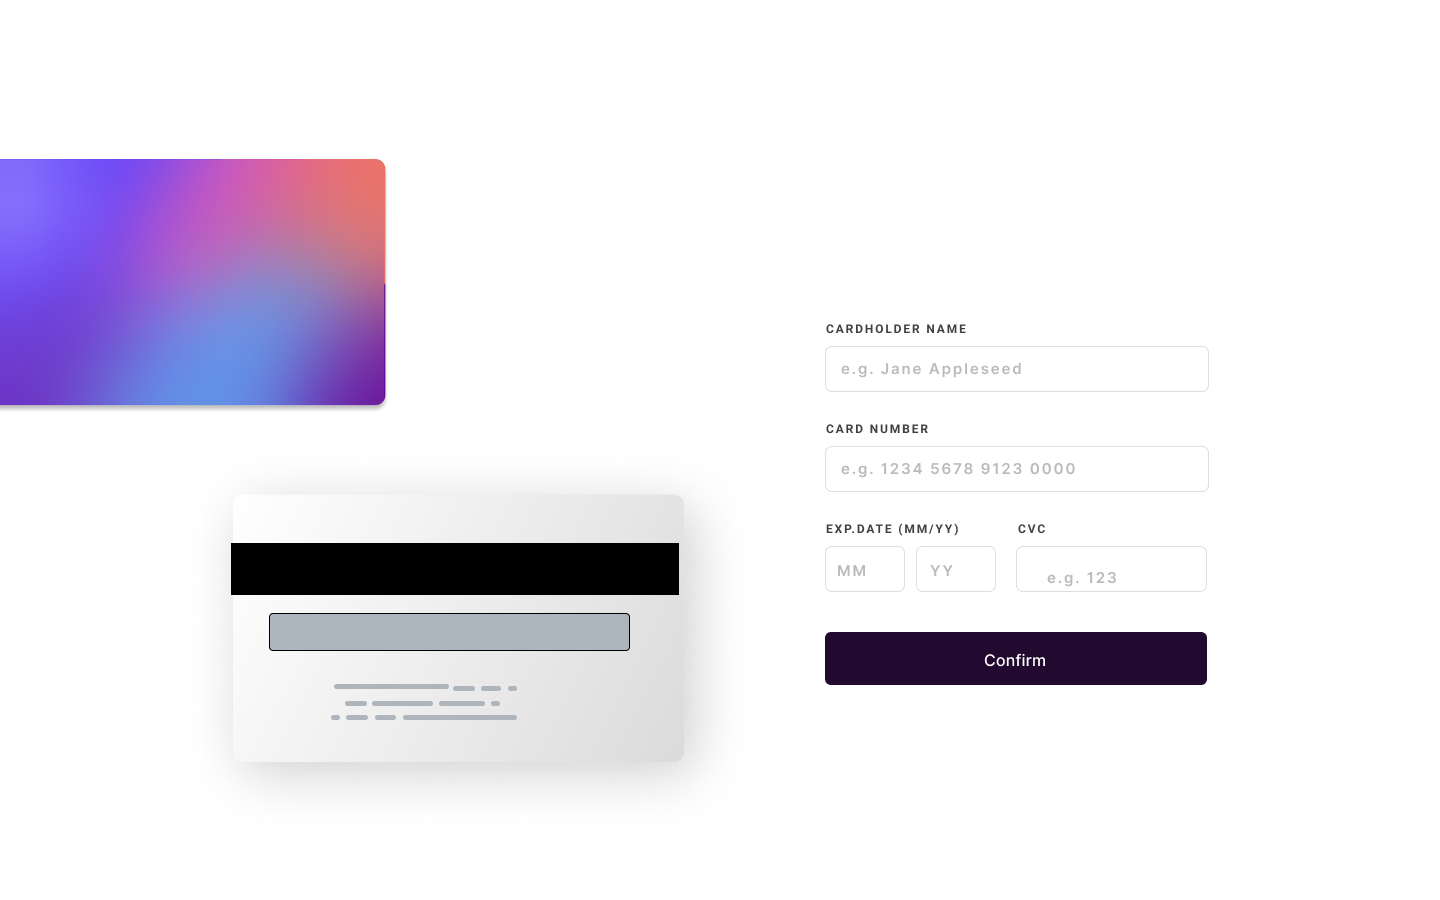 CARDHOLDER NAME
e.g. Jane Appleseed
CARD NUMBER
e.g. 1234 5678 9123 0000
EXP.DATE (MM/YY) CVC
MM YY e.g. 123
Confirm